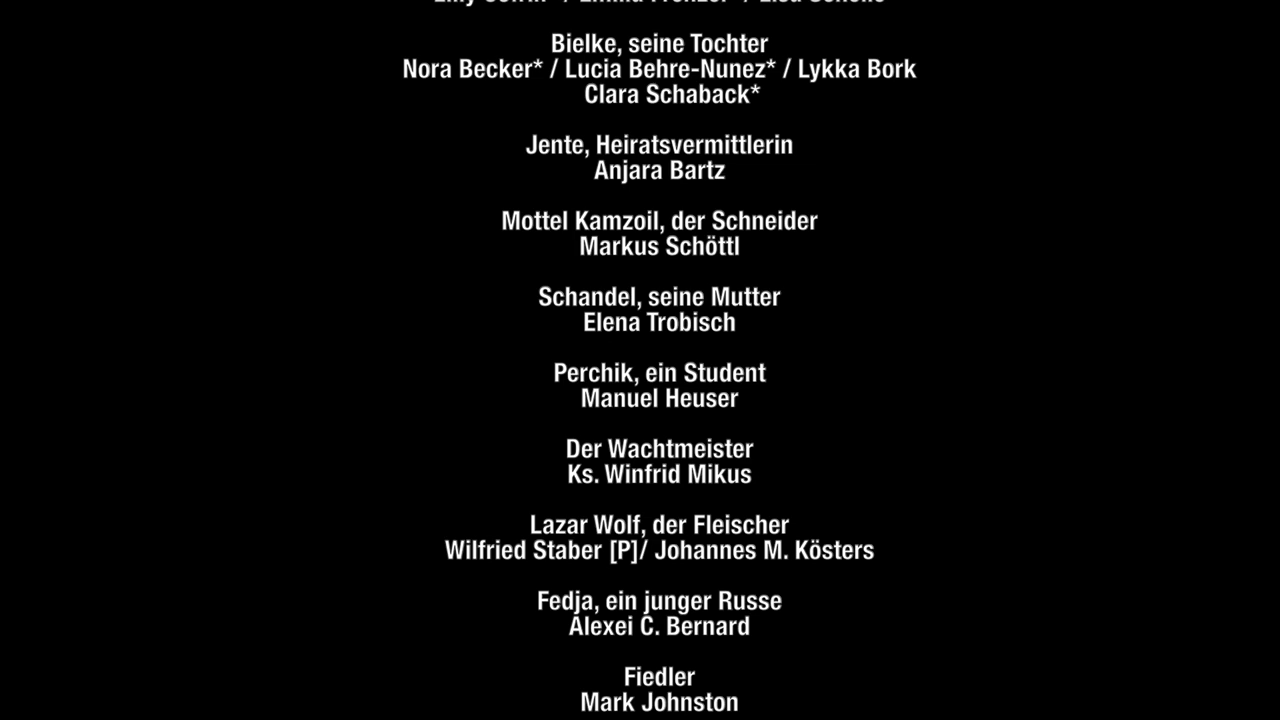 Bielke, seine Tochter
Nora Becker* / Lucia Behre-Nunez* / Lykka Bork
Clara Schaback*
Jente, Heiratsvermittlerin
Anjara Bartz
Mottel Kamzoil, der Schneider
Markus Schöttl
Schandel, seine Mutter
Elena Trobisch
Perchik, ein Student
Manuel Heuser
Der Wachtmeister
Ks. Winfrid Mikus
Lazar Wolf, der Fleischer
Wilfried Staber [P]/ Johannes M. Kösters
Fedja, ein junger Russe
Alexei C. Bernard
Fiedler
Mark Johnston